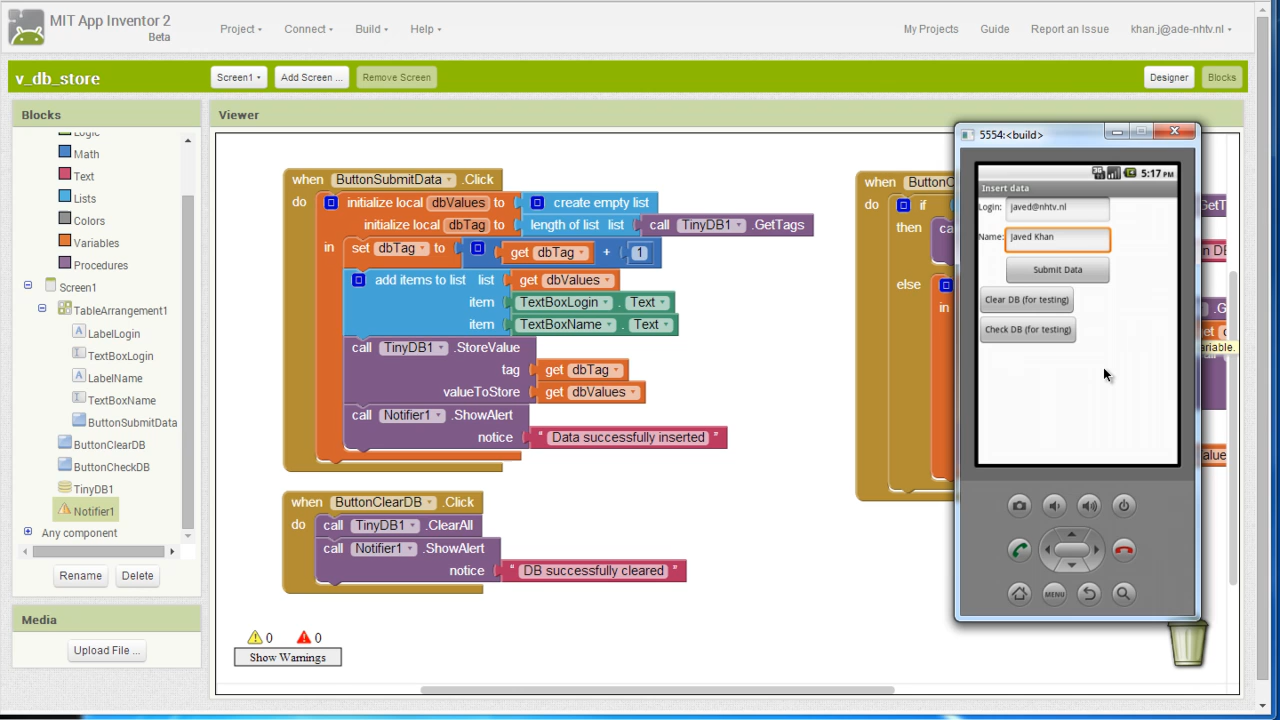 MIT App Inventor 2
Beta
Project Connect Build Help
My Projects Guide Report an Issue khan.j@ade-nhtv.nl
v_db_store
Screen1 Add Screen ... Remove Screen
Designer Blocks
Blocks
Logic
Math
Text
Lists
Colors
Variables
Procedures
Screen1
TableArrangement1
LabelLogin
TextBoxLogin
LabelName
TextBoxName
ButtonSubmitData
ButtonClearDB
ButtonCheckDB
TinyDB1
Notifier1
Any component
Rename Delete
Media
Upload File ...
Viewer
when ButtonSubmitData .Click
do initialize local dbValues to create empty list
initialize local dbTag to length of list list call TinyDB1 .GetTags
in set dbTag to get dbTag + 1
add items to list list get dbValues
item TextBoxLogin . Text
item TextBoxName . Text
call TinyDB1 .StoreValue
tag get dbTag
valueToStore get dbValues
call Notifier1 .ShowAlert
notice " Data successfully inserted "
when ButtonClearDB .Click
do call TinyDB1 .ClearAll
call Notifier1 .ShowAlert
notice " DB successfully cleared "
0 0
Show Warnings
when ButtonC
do if
then ca
else
in
5554:<build>
3G 5:17 PM
Insert data
Login: javed@nhtv.nl
Name: Javed Khan
Submit Data
Clear DB (for testing)
Check DB (for testing)
MENU